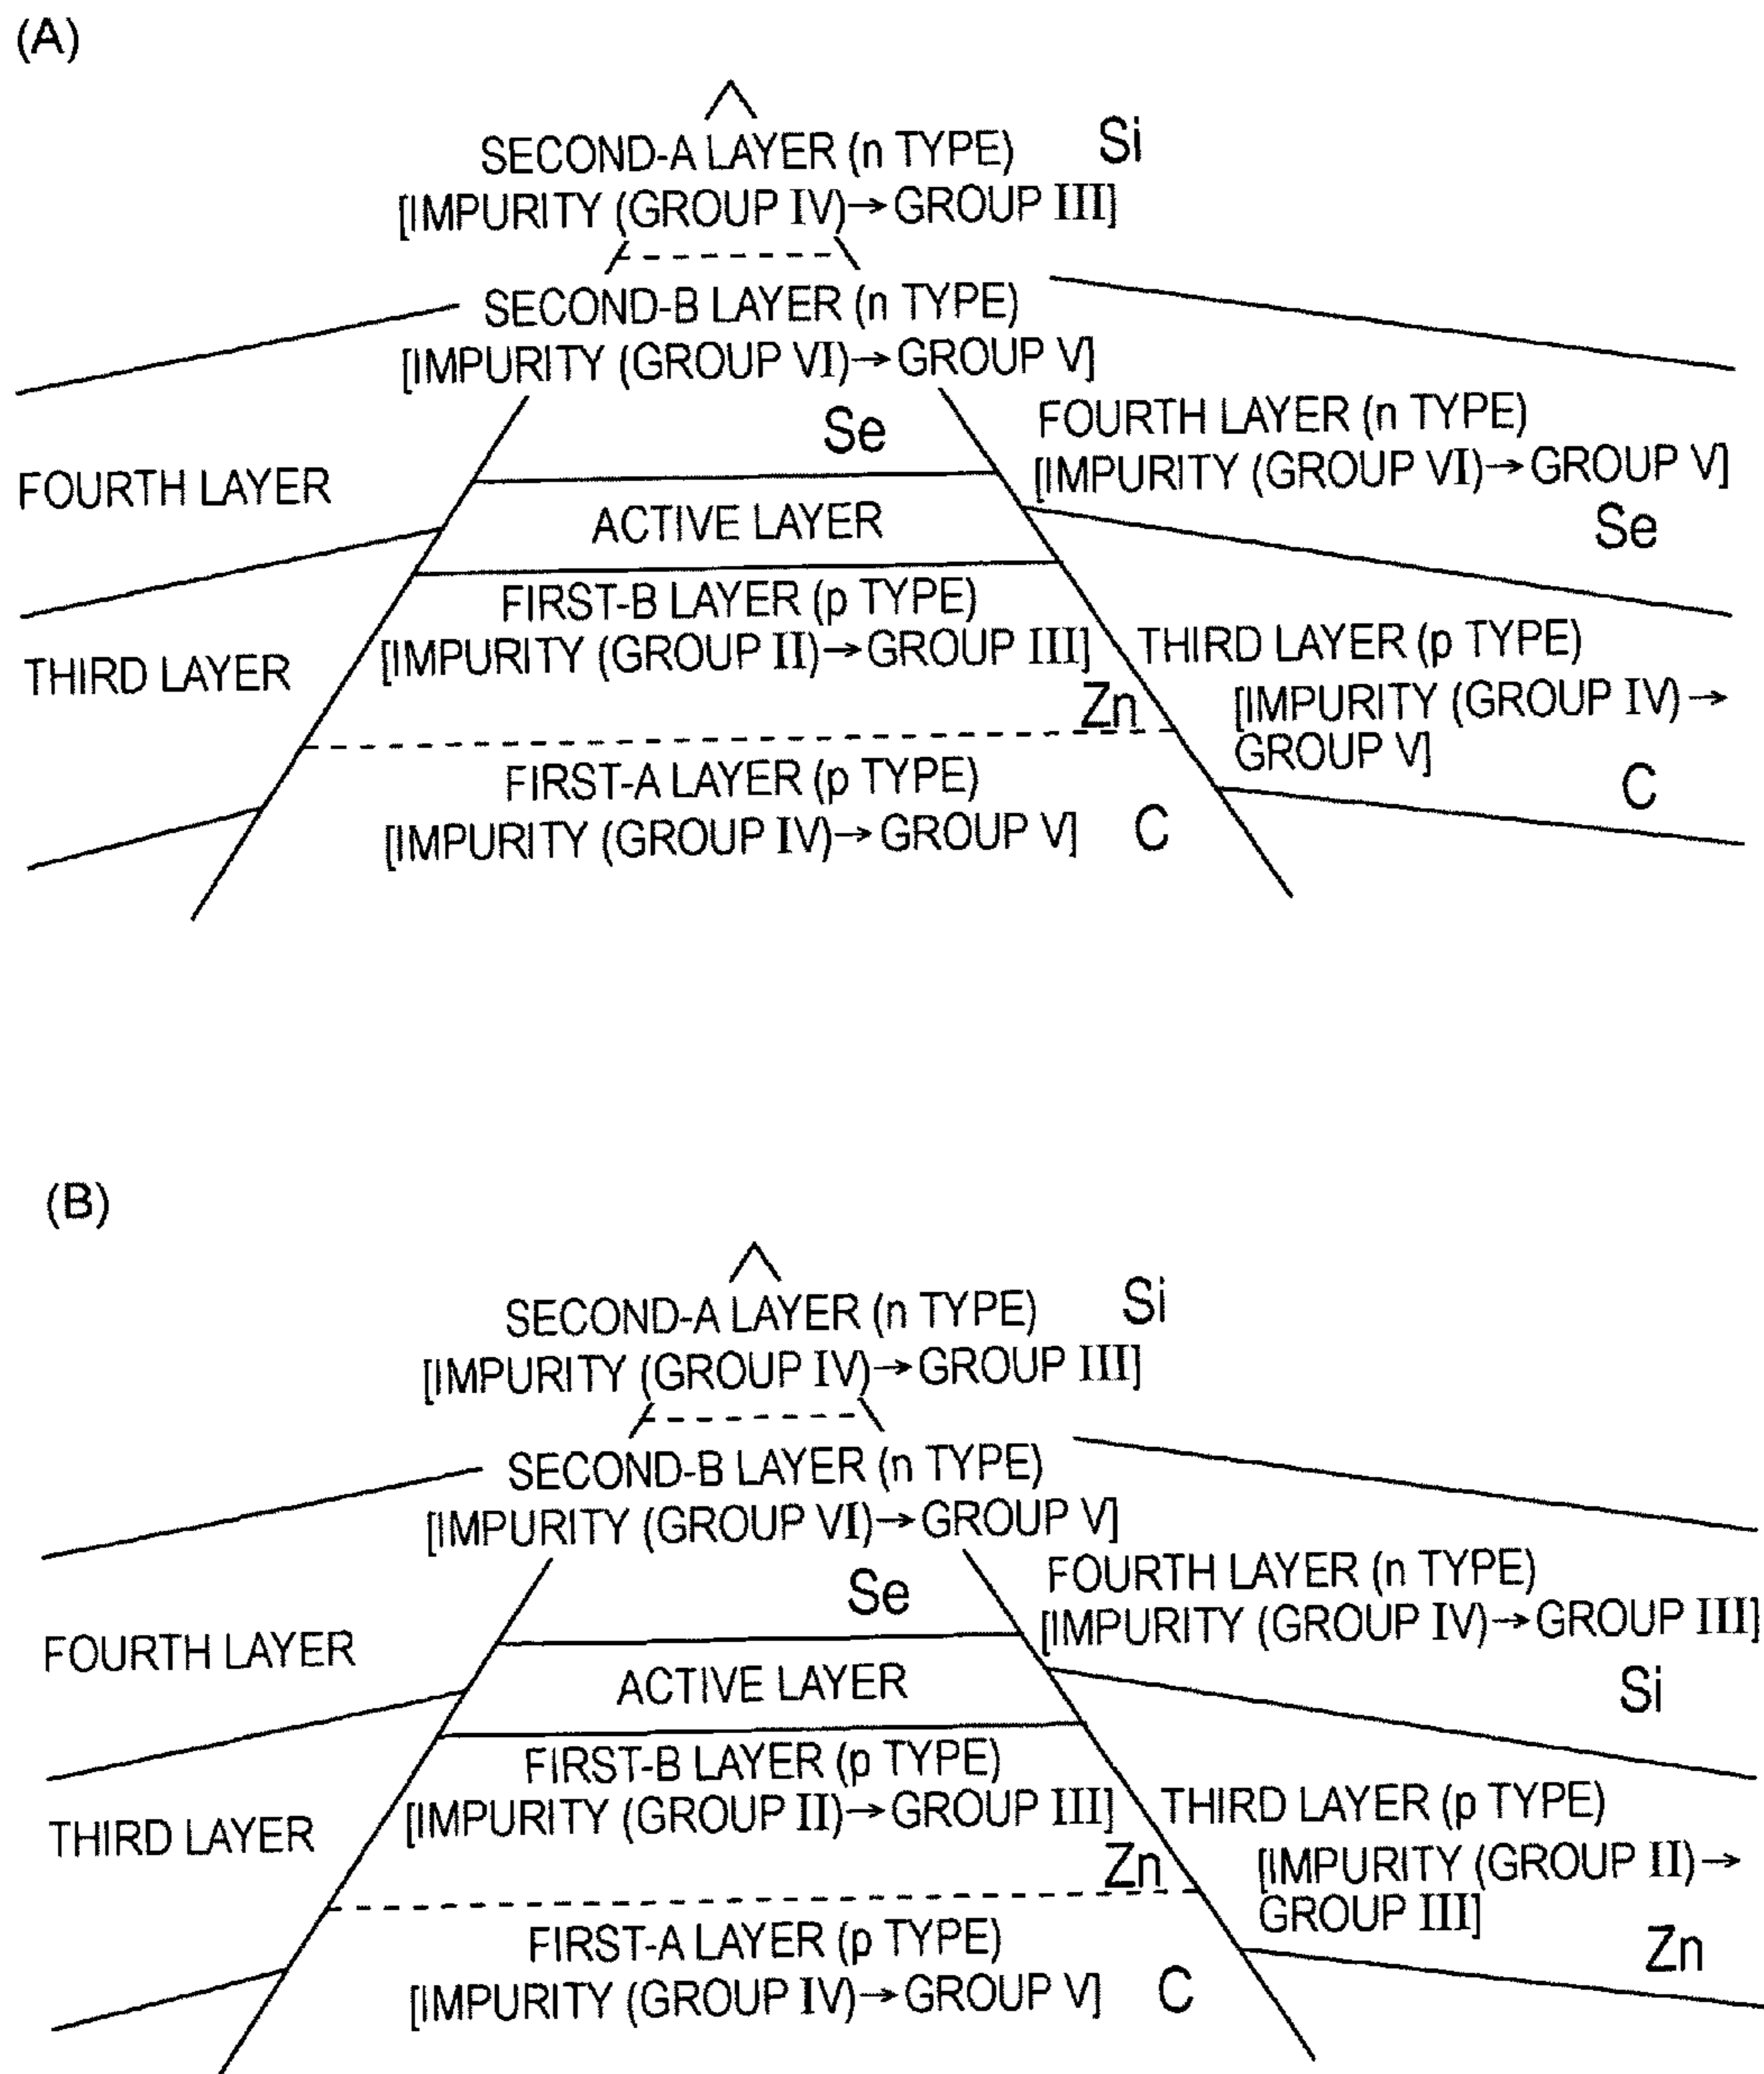 (A)
SECOND-A LAYER (n TYPE) Si
[IMPURITY (GROUP IV)→GROUP III]
SECOND-B LAYER (n TYPE)
[IMPURITY (GROUP VI)→GROUP V]
Se
FOURTH LAYER (n TYPE)
[IMPURITY (GROUP VI)→GROUP V]
Se
FOURTH LAYER
ACTIVE LAYER
FIRST-B LAYER (p TYPE)
[IMPURITY (GROUP II)→GROUP III]
Zn
THIRD LAYER
THIRD LAYER (p TYPE)
[IMPURITY (GROUP IV)→
GROUP V]
C
FIRST-A LAYER (p TYPE)
[IMPURITY (GROUP IV)→GROUP V] C
(B)
SECOND-A LAYER (n TYPE) Si
[IMPURITY (GROUP IV)→GROUP III]
SECOND-B LAYER (n TYPE)
[IMPURITY (GROUP VI)→GROUP V]
Se
FOURTH LAYER (n TYPE)
[IMPURITY (GROUP IV)→GROUP III]
Si
FOURTH LAYER
ACTIVE LAYER
FIRST-B LAYER (p TYPE)
[IMPURITY (GROUP II)→GROUP III]
Zn
THIRD LAYER
THIRD LAYER (p TYPE)
[IMPURITY (GROUP II)→
GROUP III]
Zn
FIRST-A LAYER (p TYPE)
[IMPURITY (GROUP IV)→GROUP V] C